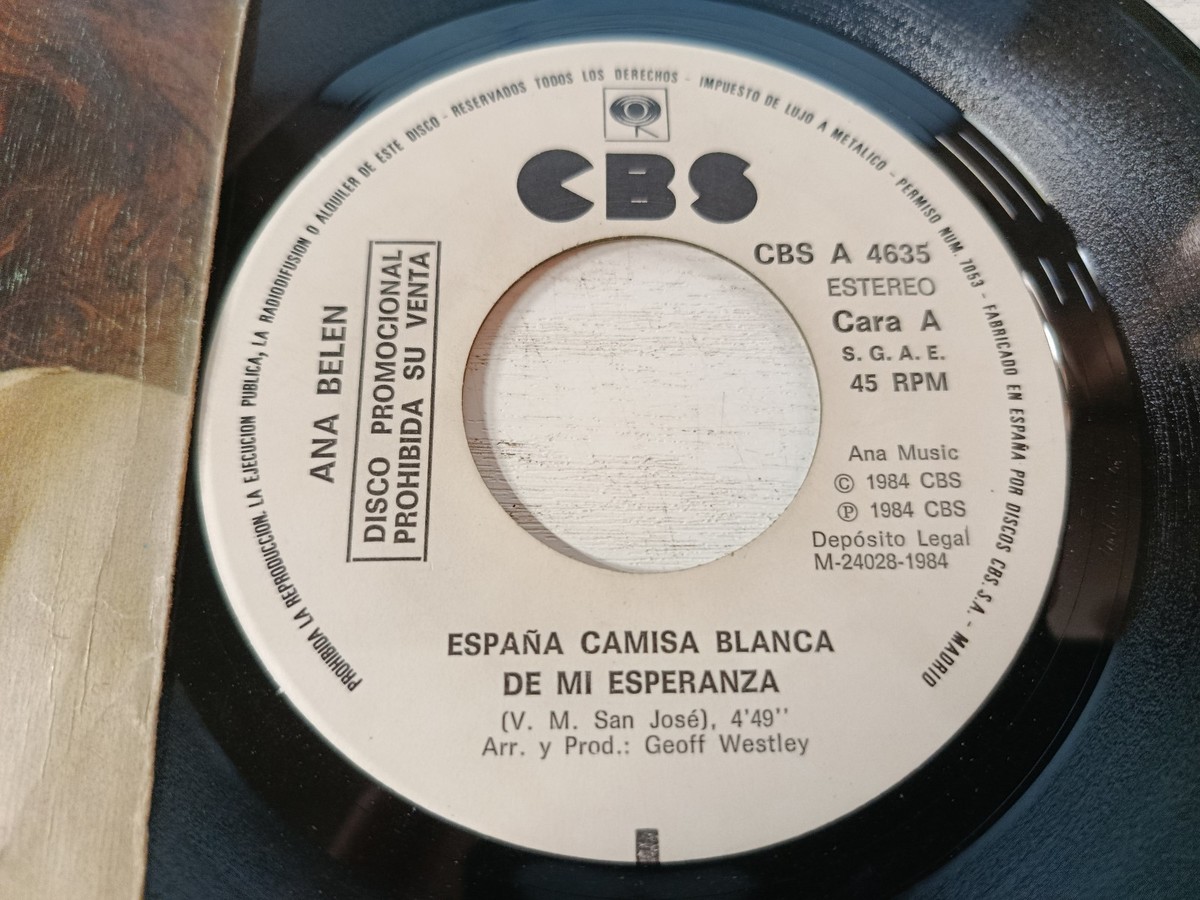 PROHIBIDA LA REPRODUCCION, LA EJECUCION PUBLICA, LA RADIODIFUSION O ALQUILER DE ESTE DISCO - RESERVADOS TODOS LOS DERECHOS - IMPUESTO DE LUJO A METALICO - PERMISO NUM. 7053 - FABRICADO EN ESPAÑA POR DISCOS CBS. S.A. - MADRID
CBS
ANA BELEN
DISCO PROMOCIONAL
PROHIBIDA SU VENTA
CBS A 4635
ESTEREO
Cara A
S. G. A. E.
45 RPM
Ana Music
© 1984 CBS
℗ 1984 CBS
Depósito Legal
M-24028-1984
ESPAÑA CAMISA BLANCA
DE MI ESPERANZA
(V. M. San José), 4'49''
Arr. y Prod.: Geoff Westley